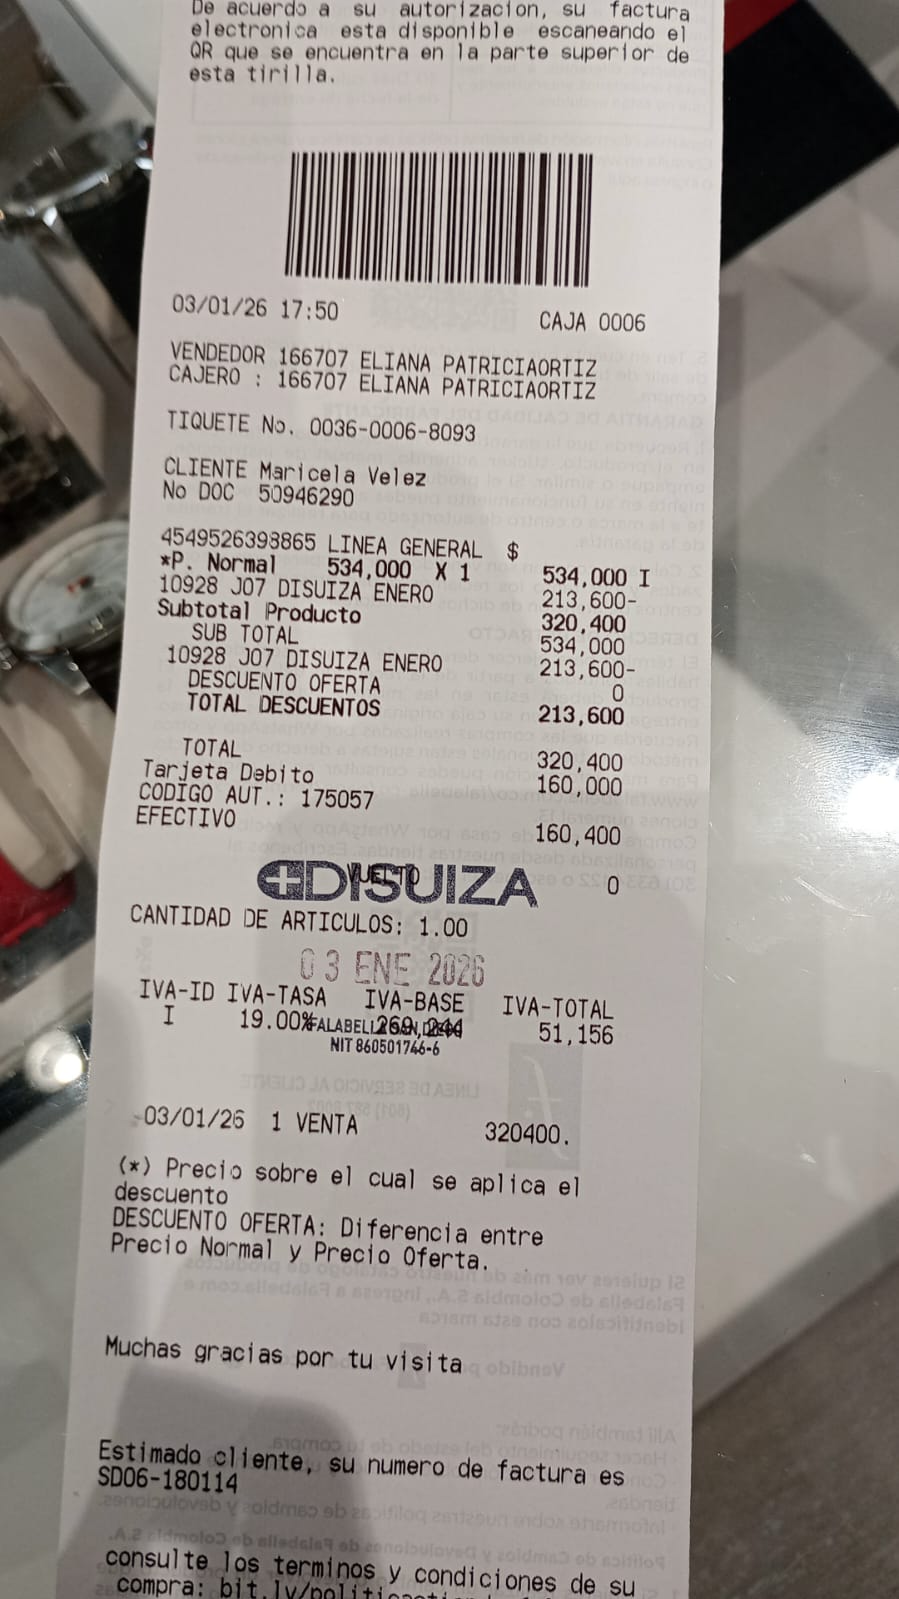 De acuerdo a su autorizacion, su factura
electronica esta disponible escaneando el
QR que se encuentra en la parte superior de
esta tirilla.
03/01/26 17:50 CAJA 0006
VENDEDOR 166707 ELIANA PATRICIAORTIZ
CAJERO : 166707 ELIANA PATRICIAORTIZ
TIQUETE No. 0036-0006-8093
CLIENTE Maricela Velez
No DOC 50946290
4549526398865 LINEA GENERAL $
*P. Normal 534,000 X 1 534,000 I
10928 J07 DISUIZA ENERO 213,600-
Subtotal Producto 320,400
SUB TOTAL 534,000
10928 J07 DISUIZA ENERO 213,600-
DESCUENTO OFERTA 0
TOTAL DESCUENTOS 213,600
TOTAL 320,400
Tarjeta Debito 160,000
CODIGO AUT.: 175057
EFECTIVO 160,400
VUELTO 0
DISUIZA
CANTIDAD DE ARTICULOS: 1.00
03 ENE 2026
IVA-ID IVA-TASA IVA-BASE IVA-TOTAL
I 19.00% 269,244 51,156
NIT 860501746-6
03/01/26 1 VENTA 320400.
(*) Precio sobre el cual se aplica el
descuento
DESCUENTO OFERTA: Diferencia entre
Precio Normal y Precio Oferta.
Muchas gracias por tu visita
Estimado cliente, su numero de factura es
SD06-180114
consulte los terminos y condiciones de su
compra: